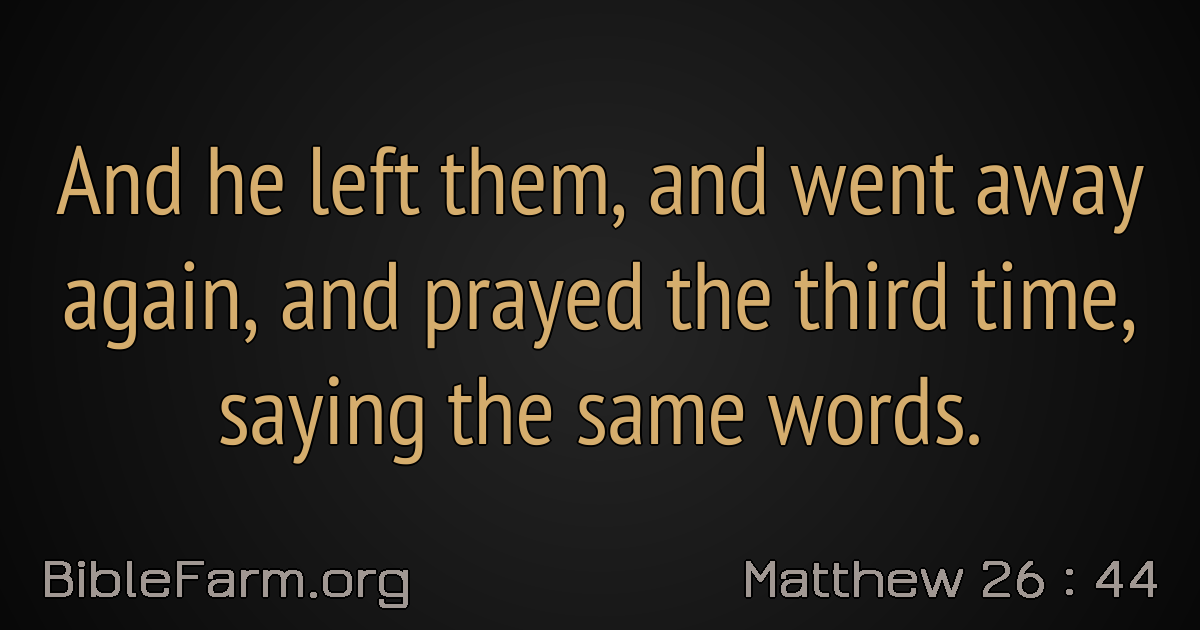 And he left them, and went away
again, and prayed the third time,
saying the same words.
BibleFarm.org
Matthew 26 : 44